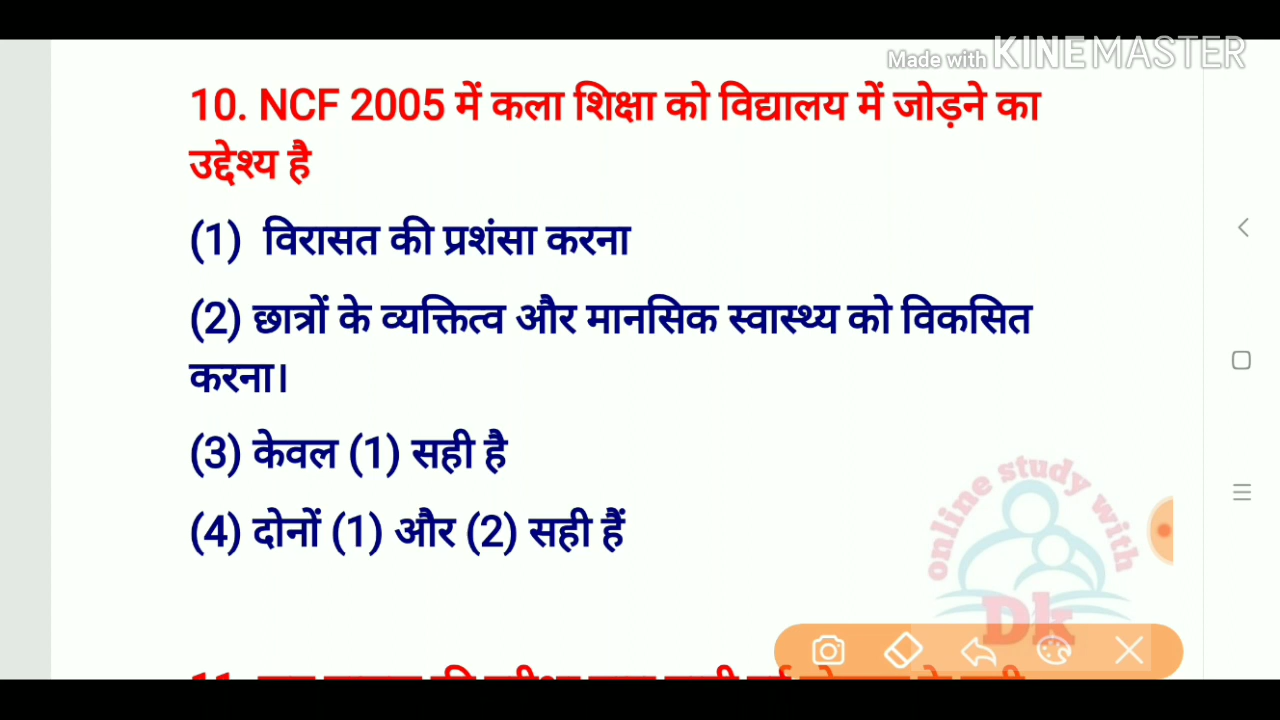 Made with KINEMASTER
10. NCF 2005 में कला शिक्षा को विद्यालय में जोड़ने का
उद्देश्य है
(1) विरासत की प्रशंसा करना
(2) छात्रों के व्यक्तित्व और मानसिक स्वास्थ्य को विकसित
करना।
(3) केवल (1) सही है
(4) दोनों (1) और (2) सही हैं
online study with
Dk